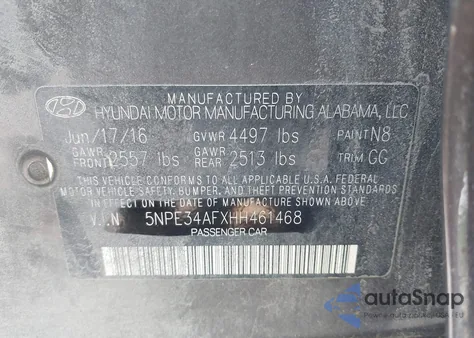 MANUFACTURED BY
HYUNDAI MOTOR MANUFACTURING ALABAMA, LLC
Jun/17/16 GVWR 4497 lbs PAINT N8
GAWR FRONT 2557 lbs GAWR REAR 2513 lbs TRIM GG
THIS VEHICLE CONFORMS TO ALL APPLICABLE U.S.A FEDERAL
MOTOR VEHICLE SAFETY, BUMPER, AND THEFT PREVENTION STANDARDS
IN EFFECT ON THE DATE OF MANUFACTURE SHOWN ABOVE.
V.I.N 5NPE34AFXHH461468
PASSENGER CAR
autoSnap